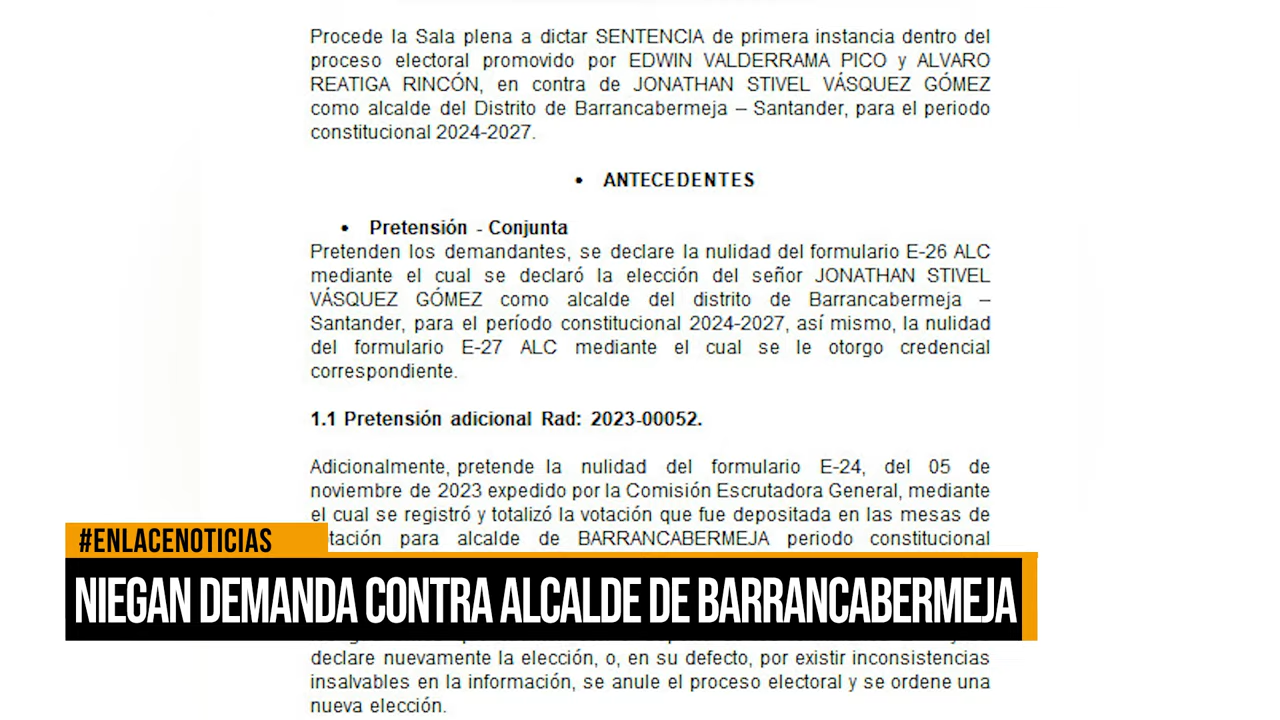 Procede la Sala plena a dictar SENTENCIA de primera instancia dentro del
proceso electoral promovido por EDWIN VALDERRAMA PICO y ALVARO
REATIGA RINCÓN, en contra de JONATHAN STIVEL VÁSQUEZ GÓMEZ
como alcalde del Distrito de Barrancabermeja – Santander, para el periodo
constitucional 2024-2027.
• ANTECEDENTES
• Pretensión - Conjunta
Pretenden los demandantes, se declare la nulidad del formulario E-26 ALC
mediante el cual se declaró la elección del señor JONATHAN STIVEL
VÁSQUEZ GÓMEZ como alcalde del distrito de Barrancabermeja –
Santander, para el período constitucional 2024-2027, así mismo, la nulidad
del formulario E-27 ALC mediante el cual se le otorgo credencial
correspondiente.
1.1 Pretensión adicional Rad: 2023-00052.
Adicionalmente, pretende la nulidad del formulario E-24, del 05 de
noviembre de 2023 expedido por la Comisión Escrutadora General, mediante
el cual se registró y totalizó la votación que fue depositada en las mesas de
para alcalde de BARRANCABERMEJA periodo constitucional
#ENLACENOTICIAS
NIEGAN DEMANDA CONTRA ALCALDE DE BARRANCABERMEJA
declare nuevamente la elección, o, en su defecto, por existir inconsistencias
insalvables en la información, se anule el proceso electoral y se ordene una
nueva elección.